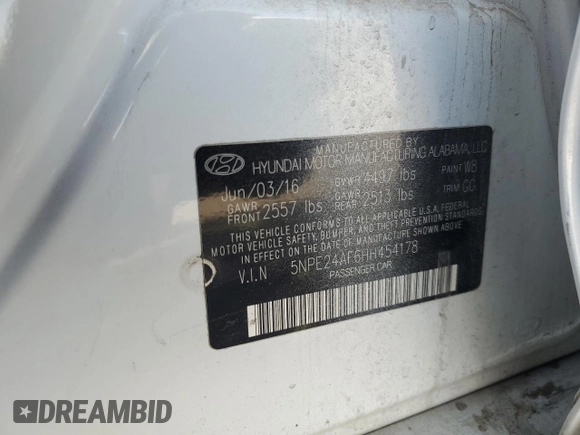 MANUFACTURED BY
HYUNDAI MOTOR MANUFACTURING ALABAMA, LLC
Jun/03/16 GVWR 4497 lbs PAINT W8
GAWR FRONT 2557 lbs GAWR REAR 2513 lbs TRIM GG
THIS VEHICLE CONFORMS TO ALL APPLICABLE U.S.A. FEDERAL
MOTOR VEHICLE SAFETY, BUMPER, AND THEFT PREVENTION STANDARDS
IN EFFECT ON THE DATE OF MANUFACTURE SHOWN ABOVE.
V.I.N 5NPE24AF6HH454178
PASSENGER CAR
DREAMBID